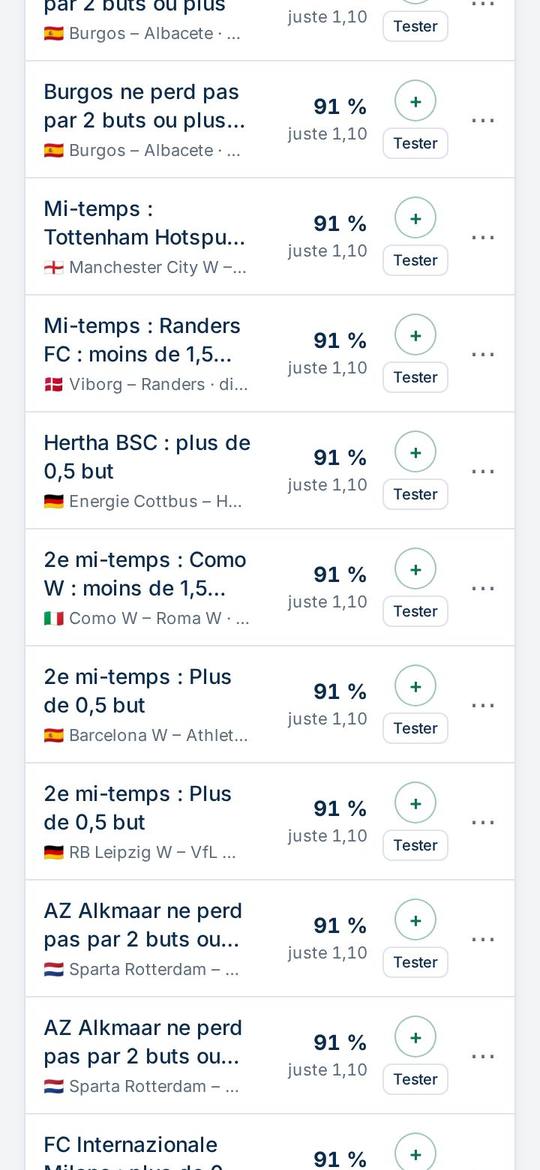 par 2 buts ou plus
juste 1,10
Tester
...
🇪🇸 Burgos – Albacete · ...
Burgos ne perd pas
par 2 buts ou plus...
91 %
juste 1,10
+
Tester
...
🇪🇸 Burgos – Albacete · ...
Mi-temps :
Tottenham Hotspu...
91 %
juste 1,10
+
Tester
...
🏴󠁧󠁢󠁥󠁮󠁧󠁿 Manchester City W –...
Mi-temps : Randers
FC : moins de 1,5...
91 %
juste 1,10
+
Tester
...
🇩🇰 Viborg – Randers · di...
Hertha BSC : plus de
0,5 but
91 %
juste 1,10
+
Tester
...
🇩🇪 Energie Cottbus – H...
2e mi-temps : Como
W : moins de 1,5...
91 %
juste 1,10
+
Tester
...
🇮🇹 Como W – Roma W · ...
2e mi-temps : Plus
de 0,5 but
91 %
juste 1,10
+
Tester
...
🇪🇸 Barcelona W – Athlet...
2e mi-temps : Plus
de 0,5 but
91 %
juste 1,10
+
Tester
...
🇩🇪 RB Leipzig W – VfL ...
AZ Alkmaar ne perd
pas par 2 buts ou...
91 %
juste 1,10
+
Tester
...
🇳🇱 Sparta Rotterdam – ...
AZ Alkmaar ne perd
pas par 2 buts ou...
91 %
juste 1,10
+
Tester
...
🇳🇱 Sparta Rotterdam – ...
FC Internazionale
91 %
+